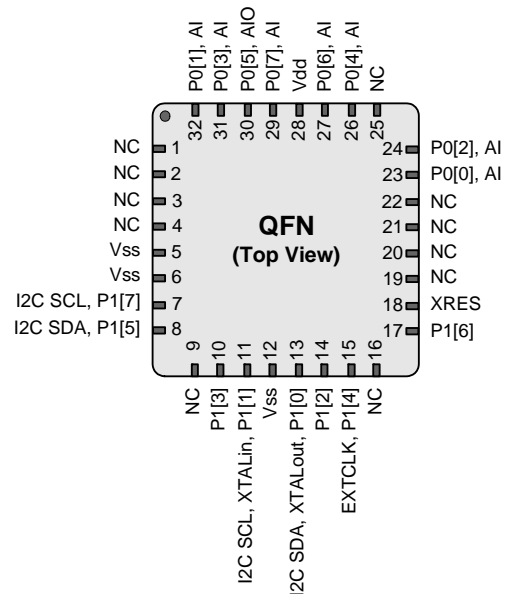 P0[1], AI
P0[3], AI
P0[5], AIO
P0[7], AI
Vdd
P0[6], AI
P0[4], AI
NC
32
31
30
29
28
27
26
25
NC 1
NC 2
NC 3
NC 4
Vss 5
Vss 6
I2C SCL, P1[7] 7
I2C SDA, P1[5] 8
QFN
(Top View)
24 P0[2], AI
23 P0[0], AI
22 NC
21 NC
20 NC
19 NC
18 XRES
17 P1[6]
9
10
11
12
13
14
15
16
NC
P1[3]
I2C SCL, XTALin, P1[1]
Vss
I2C SDA, XTALout, P1[0]
P1[2]
EXTCLK, P1[4]
NC